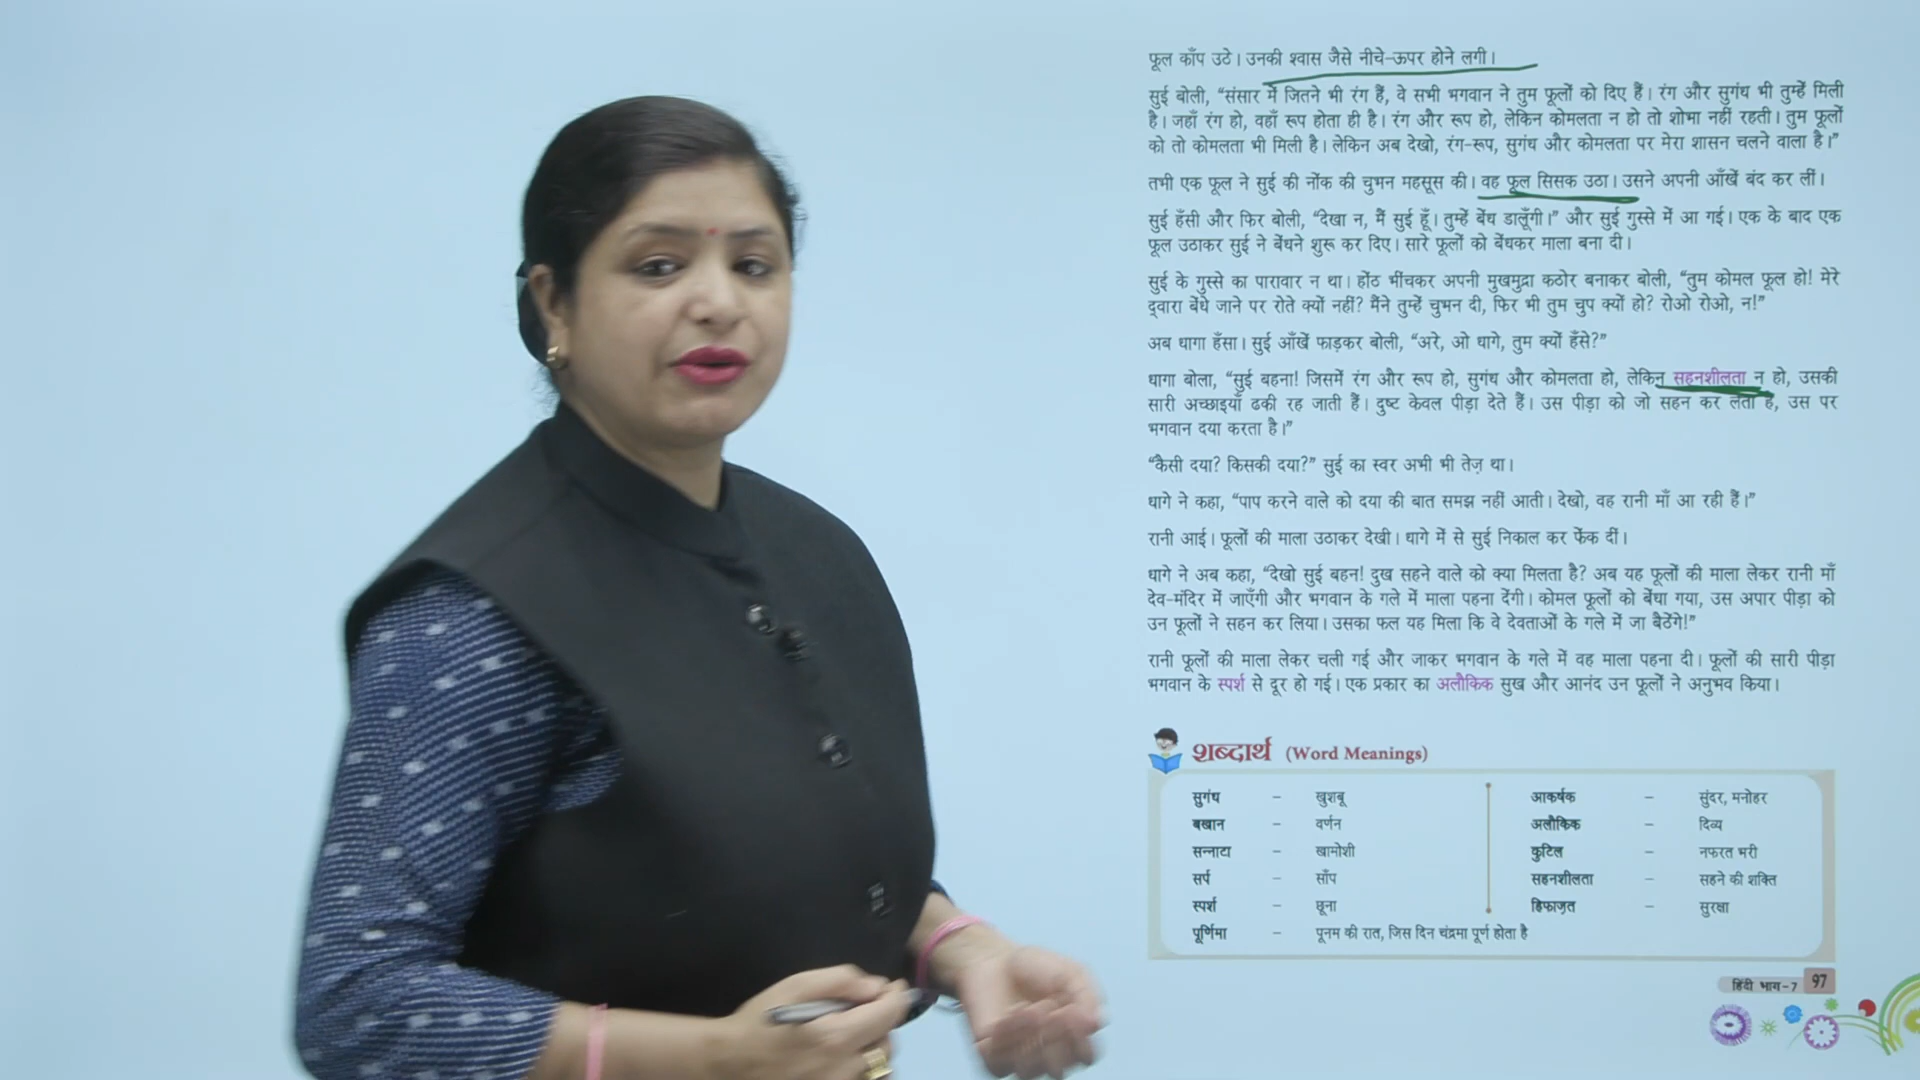 फूल काँप उठे। उनकी श्वास जैसे नीचे-ऊपर होने लगी।
सुई बोली, “संसार में जितने भी रंग हैं, वे सभी भगवान ने तुम फूलों को दिए हैं। रंग और सुगंध भी तुम्हें मिली
है। जहाँ रंग हो, वहाँ रूप होता ही है। रंग और रूप हो, लेकिन कोमलता न हो तो शोभा नहीं रहती। तुम फूलों
को तो कोमलता भी मिली है। लेकिन अब देखो, रंग-रूप, सुगंध और कोमलता पर मेरा शासन चलने वाला है।”
तभी एक फूल ने सुई की नोंक की चुभन महसूस की। वह फूल सिसक उठा। उसने अपनी आँखें बंद कर लीं।
सुई हँसी और फिर बोली, “देखा न, मैं सुई हूँ। तुम्हें बेंध डालूँगी।” और सुई गुस्से में आ गई। एक के बाद एक
फूल उठाकर सुई ने बेंधने शुरू कर दिए। सारे फूलों को बेंधकर माला बना दी।
सुई के गुस्से का पारावार न था। होंठ भींचकर अपनी मुखमुद्रा कठोर बनाकर बोली, “तुम कोमल फूल हो! मेरे
द्वारा बेंधे जाने पर रोते क्यों नहीं? मैंने तुम्हें चुभन दी, फिर भी तुम चुप क्यों हो? रोओ रोओ, न!”
अब धागा हँसा। सुई आँखें फाड़कर बोली, “अरे, ओ धागे, तुम क्यों हँसे?”
धागा बोला, “सुई बहना! जिसमें रंग और रूप हो, सुगंध और कोमलता हो, लेकिन सहनशीलता न हो, उसकी
सारी अच्छाइयाँ ढकी रह जाती हैं। दुष्ट केवल पीड़ा देते हैं। उस पीड़ा को जो सहन कर लेता है, उस पर
भगवान दया करता है।”
“कैसी दया? किसकी दया?” सुई का स्वर अभी भी तेज़ था।
धागे ने कहा, “पाप करने वाले को दया की बात समझ नहीं आती। देखो, वह रानी माँ आ रही हैं।”
रानी आई। फूलों की माला उठाकर देखी। धागे में से सुई निकाल कर फेंक दीं।
धागे ने अब कहा, “देखो सुई बहन! दुख सहने वाले को क्या मिलता है? अब यह फूलों की माला लेकर रानी माँ
देव-मंदिर में जाएँगी और भगवान के गले में माला पहना देंगी। कोमल फूलों को बेंधा गया, उस अपार पीड़ा को
उन फूलों ने सहन कर लिया। उसका फल यह मिला कि वे देवताओं के गले में जा बैठेंगे!”
रानी फूलों की माला लेकर चली गई और जाकर भगवान के गले में वह माला पहना दी। फूलों की सारी पीड़ा
भगवान के स्पर्श से दूर हो गई। एक प्रकार का अलौकिक सुख और आनंद उन फूलों ने अनुभव किया।
शब्दार्थ (Word Meanings)
सुगंध – खुशबू आकर्षक – सुंदर, मनोहर
बखान – वर्णन अलौकिक – दिव्य
सन्नाटा – खामोशी कुटिल – नफरत भरी
सर्प – साँप सहनशीलता – सहने की शक्ति
स्पर्श – छूना हिफाज़त – सुरक्षा
पूर्णिमा – पूनम की रात, जिस दिन चंद्रमा पूर्ण होता है
हिंदी भाग-7 97